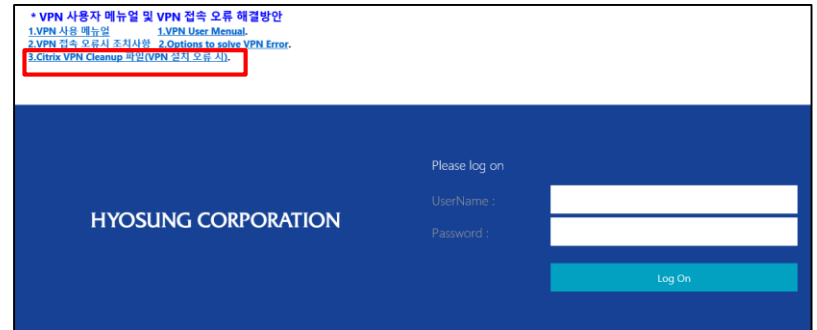 * VPN 사용자 메뉴얼 및 VPN 접속 오류 해결방안
1.VPN 사용 메뉴얼 1.VPN User Menual.
2.VPN 접속 오류시 조치사항 2.Options to solve VPN Error.
3.Citrix VPN Cleanup 파일(VPN 설치 오류 시).
Please log on
UserName :
HYOSUNG CORPORATION
Password :
Log On